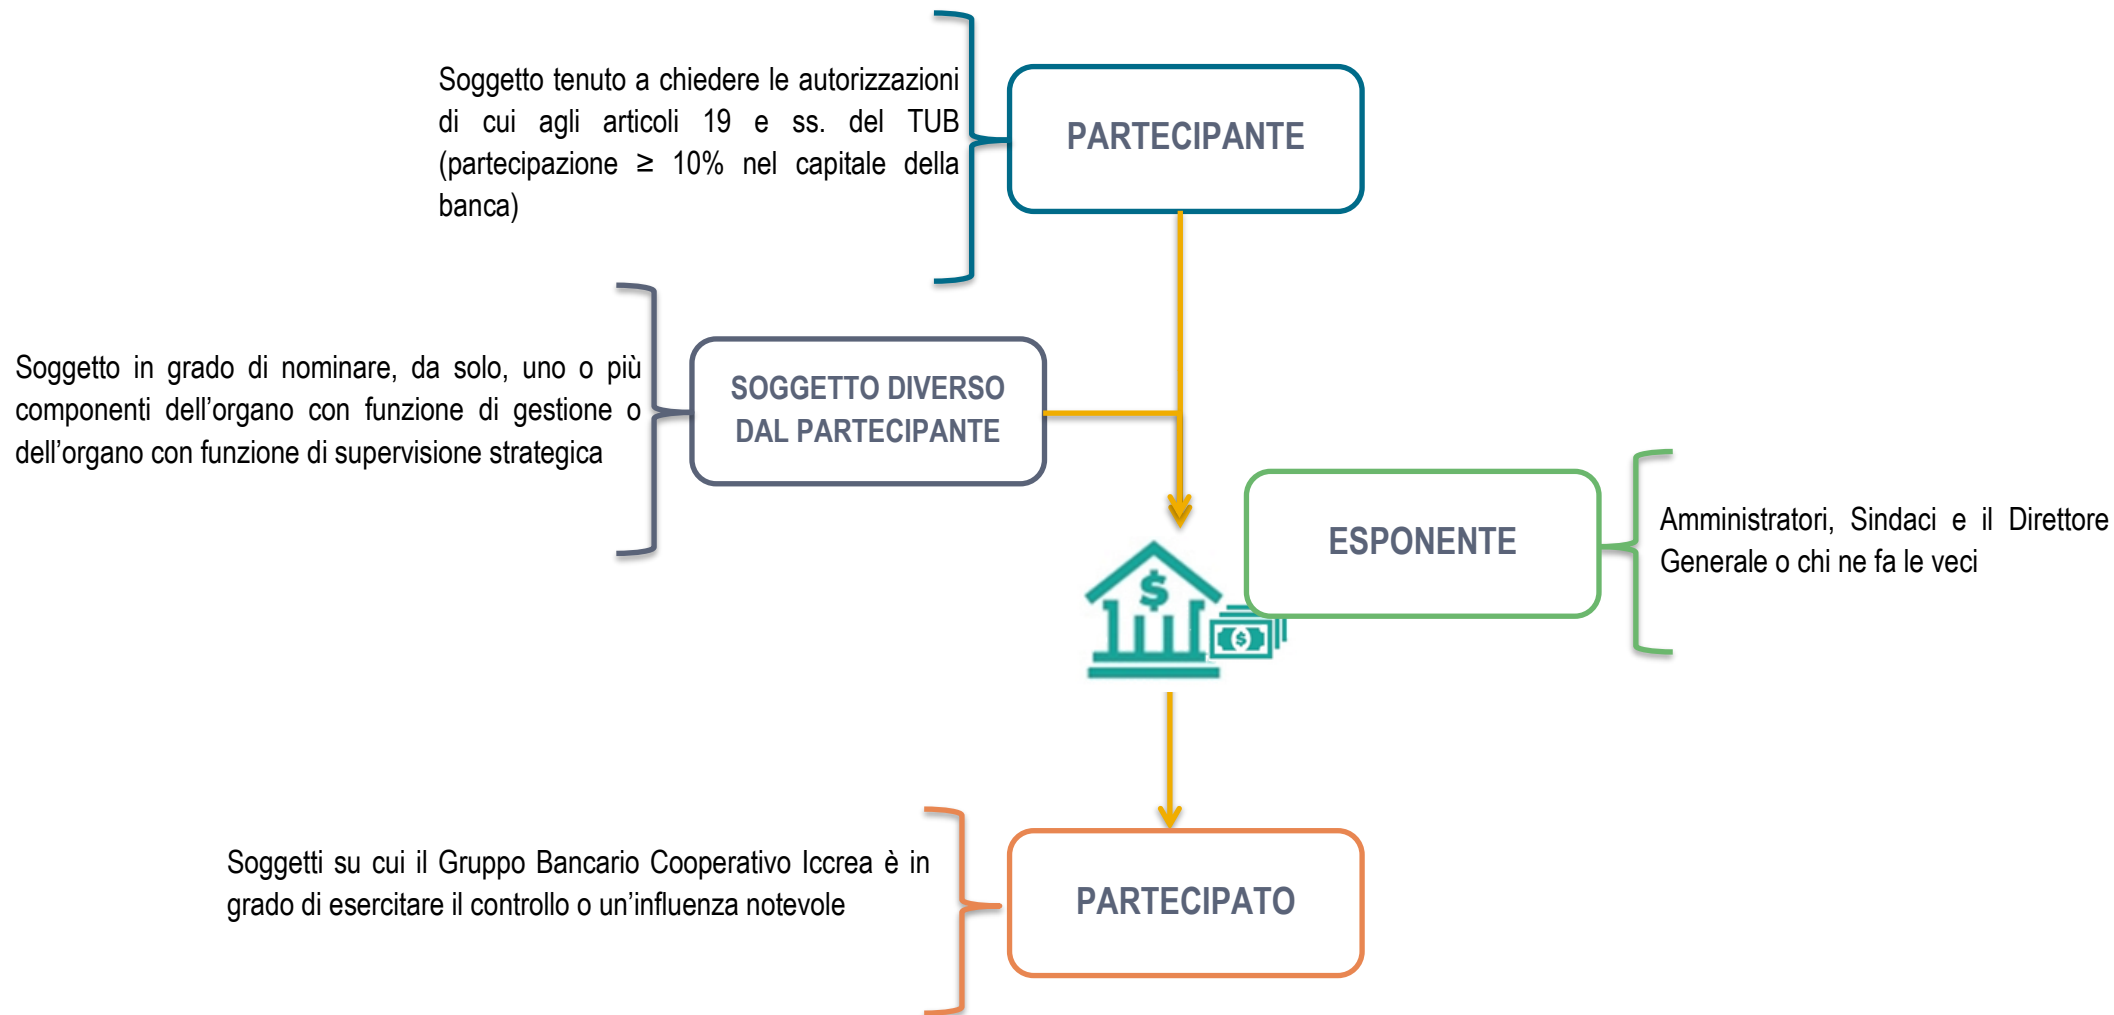 Soggetto tenuto a chiedere le autorizzazioni
di cui agli articoli 19 e ss. del TUB
(partecipazione ≥ 10% nel capitale della
banca)
PARTECIPANTE
Soggetto in grado di nominare, da solo, uno o più
componenti dell’organo con funzione di gestione o
dell’organo con funzione di supervisione strategica
SOGGETTO DIVERSO
DAL PARTECIPANTE
ESPONENTE
Amministratori, Sindaci e il Direttore
Generale o chi ne fa le veci
$
$
Soggetti su cui il Gruppo Bancario Cooperativo Iccrea è in
grado di esercitare il controllo o un’influenza notevole
PARTECIPATO